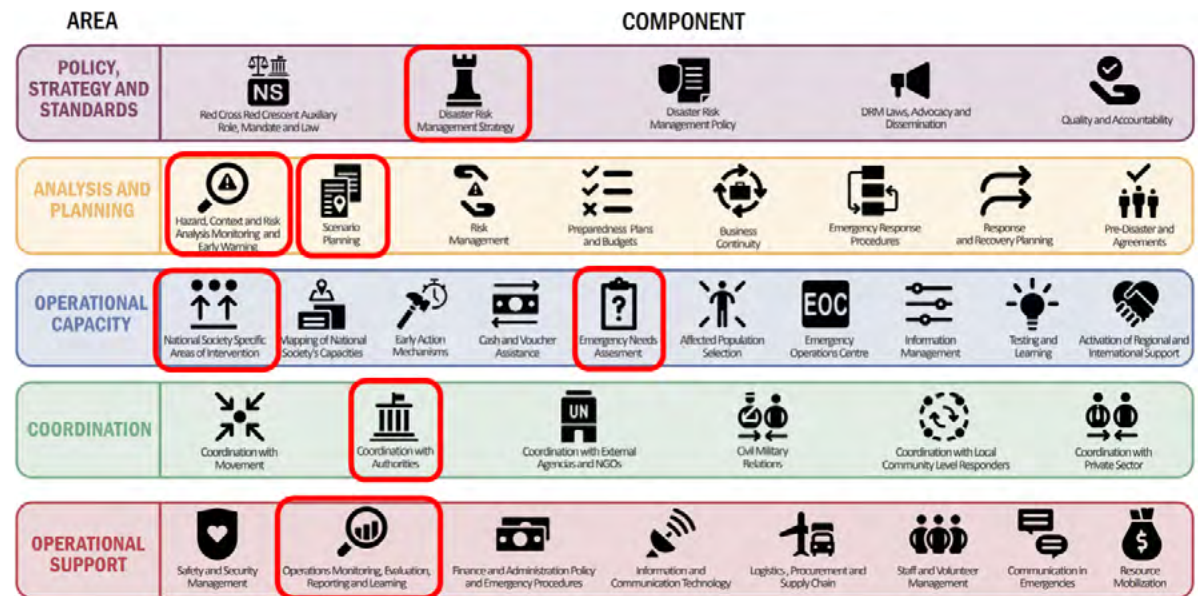 AREA
COMPONENT
POLICY,
STRATEGY AND
STANDARDS
NS
Red Cross Red Crescent Auxiliary
Role, Mandate and Law
Disaster Risk
Management Strategy
Disaster Risk
Management Policy
DRM Laws, Advocacy and
Dissemination
Quality and Accountability
ANALYSIS AND
PLANNING
Hazard, Context and Risk
Analysis Monitoring and
Early Warning
Scenario
Planning
Risk
Management
Preparedness Plans
and Budgets
Business
Continuity
Emergency Response
Procedures
Response
and Recovery Planning
Pre-Disaster and
Agreements
OPERATIONAL
CAPACITY
National Society Specific
Areas of Intervention
Mapping of National
Society's Capacities
Early Action
Mechanisms
Cash and Voucher
Assistance
?
Emergency Needs
Assesment
Affected Population
Selection
EOC
Emergency
Operations Centre
Information
Management
Testing and
Learning
Activation of Regional and
International Support
COORDINATION
Coordination with
Movement
Coordination with
Authorities
UN
Coordination with External
Agencias and NGOs
Civil Military
Relations
Coordination with Local
Community Level Responders
Coordination with
Private Sector
OPERATIONAL
SUPPORT
Safety and Security
Management
Operations Monitoring, Evaluation,
Reporting and Learning
Finance and Administration Policy
and Emergency Procedures
Information and
Communication Technology
Logistics, Procurement and
Supply Chain
Staff and Volunteer
Management
Communication in
Emergencies
$
Resource
Mobilization